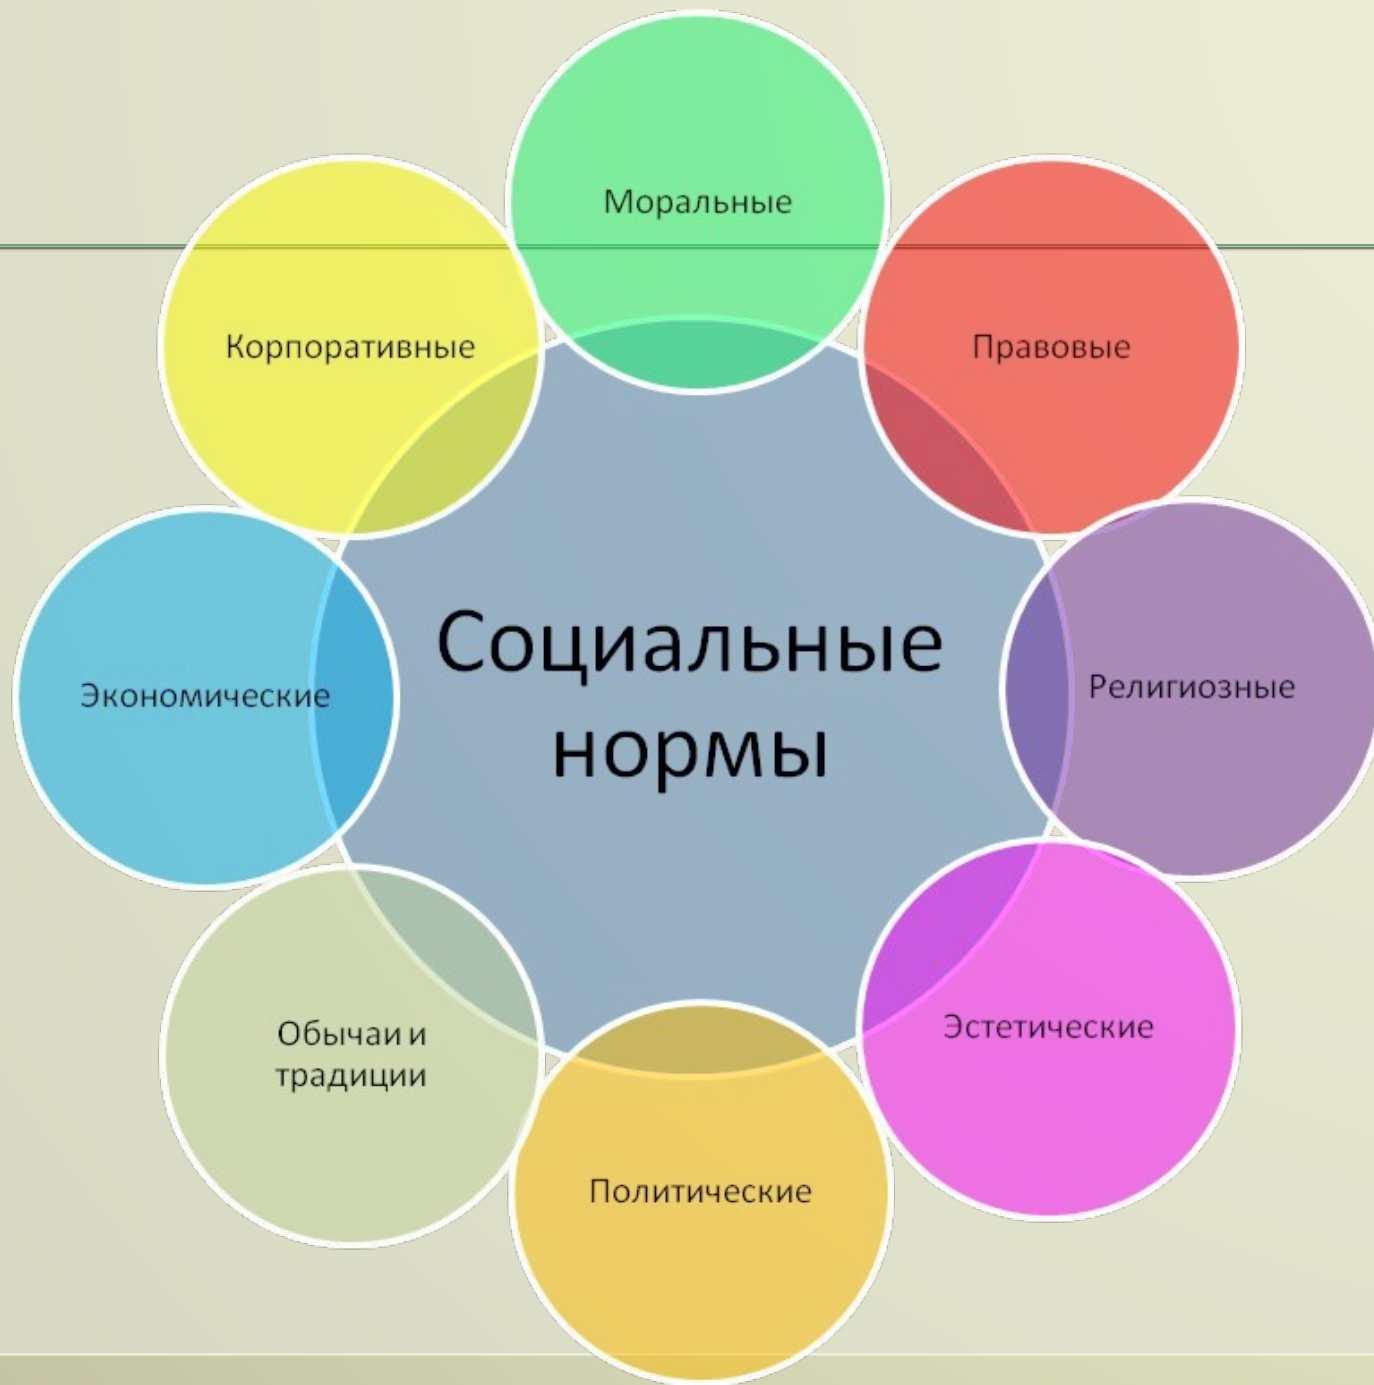 Моральные
Корпоративные
Правовые
Социальные
нормы
Экономические
Религиозные
Обычаи и
традиции
Эстетические
Политические